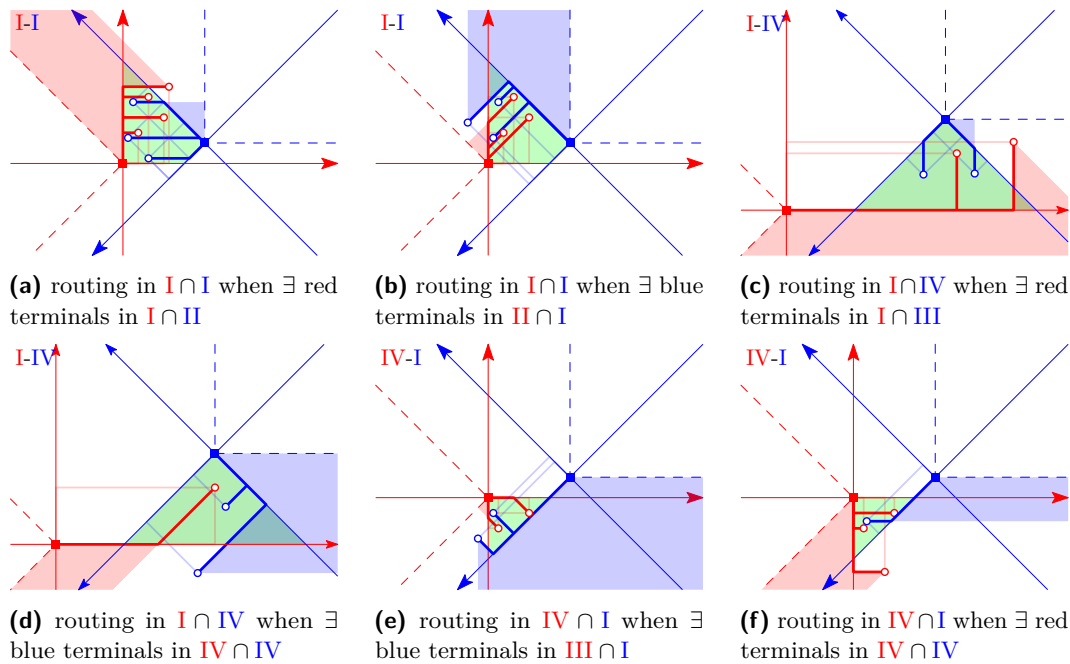 I-I
I-I
I-IV
(a) routing in I ∩ I when ∃ red
terminals in I ∩ II
(b) routing in I ∩ I when ∃ blue
terminals in II ∩ I
(c) routing in I∩IV when ∃ red
terminals in I ∩ III
I-IV
IV-I
IV-I
(d) routing in I ∩ IV when ∃
blue terminals in IV ∩ IV
(e) routing in IV ∩ I when ∃
blue terminals in III ∩ I
(f) routing in IV∩I when ∃ red
terminals in IV ∩ IV